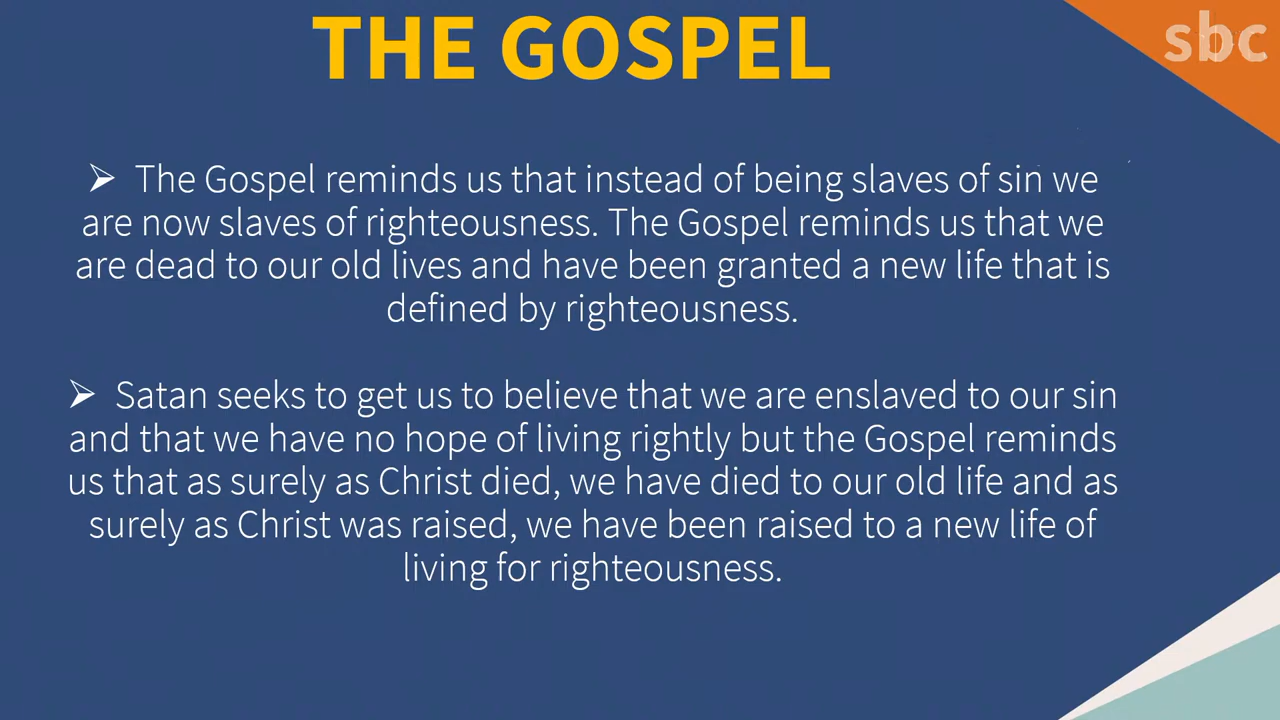 THE GOSPEL
sbc
➢ The Gospel reminds us that instead of being slaves of sin we
are now slaves of righteousness. The Gospel reminds us that we
are dead to our old lives and have been granted a new life that is
defined by righteousness.
➢ Satan seeks to get us to believe that we are enslaved to our sin
and that we have no hope of living rightly but the Gospel reminds
us that as surely as Christ died, we have died to our old life and as
surely as Christ was raised, we have been raised to a new life of
living for righteousness.